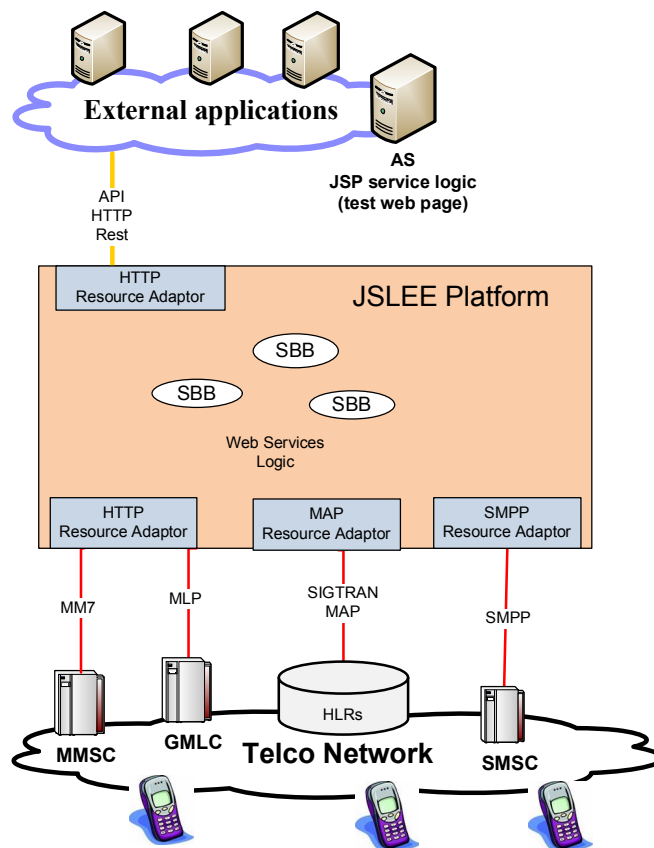 External applications
AS
JSP service logic
(test web page)
API
HTTP
Rest
HTTP
Resource Adaptor
JSLEE Platform
SBB
SBB
SBB
Web Services
Logic
HTTP
Resource Adaptor
MAP
Resource Adaptor
SMPP
Resource Adaptor
MM7
MLP
SIGTRAN
MAP
SMPP
HLRs
MMSC
GMLC
Telco Network
SMSC